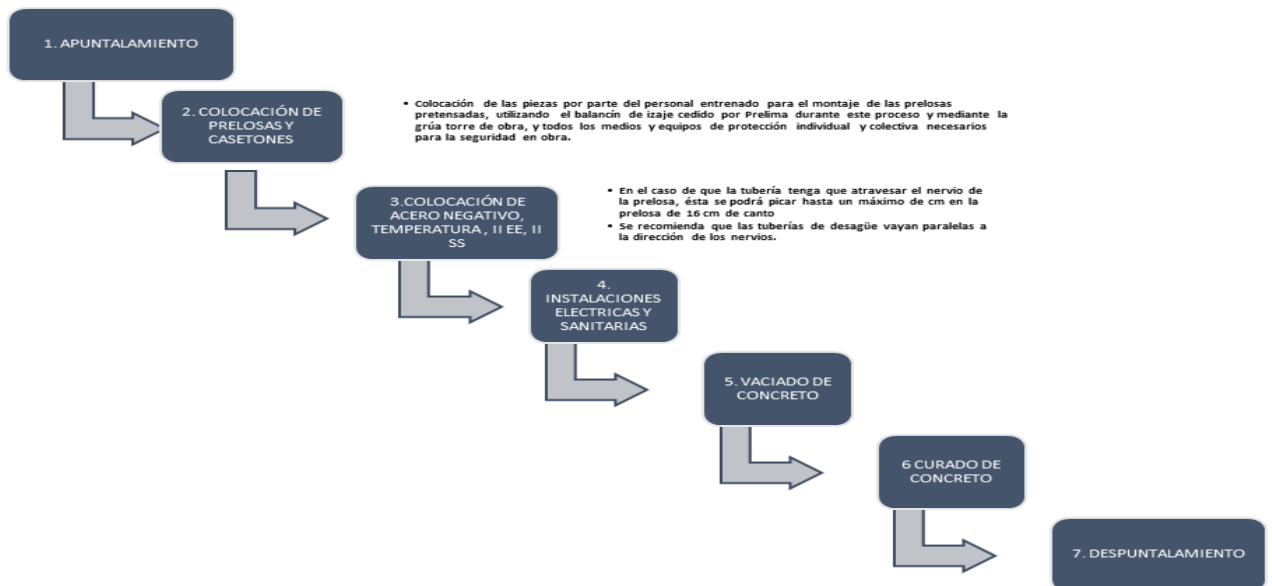 1. APUNTALAMIENTO
2. COLOCACIÓN DE
PRELOSAS Y
CASETONES
• Colocación de las piezas por parte del personal entrenado para el montaje de las prelosas
pretensadas, utilizando el balancín de izaje cedido por Prelima durante este proceso y mediante la
grúa torre de obra, y todos los medios y equipos de protección individual y colectiva necesarios
para la seguridad en obra.
3.COLOCACIÓN DE
ACERO NEGATIVO,
TEMPERATURA , II EE, II
SS
• En el caso de que la tubería tenga que atravesar el nervio de
la prelosa, ésta se podrá picar hasta un máximo de cm en la
prelosa de 16 cm de canto
• Se recomienda que las tuberías de desagüe vayan paralelas a
la dirección de los nervios.
4.
INSTALACIONES
ELECTRICAS Y
SANITARIAS
5. VACIADO DE
CONCRETO
6 CURADO DE
CONCRETO
7. DESPUNTALAMIENTO